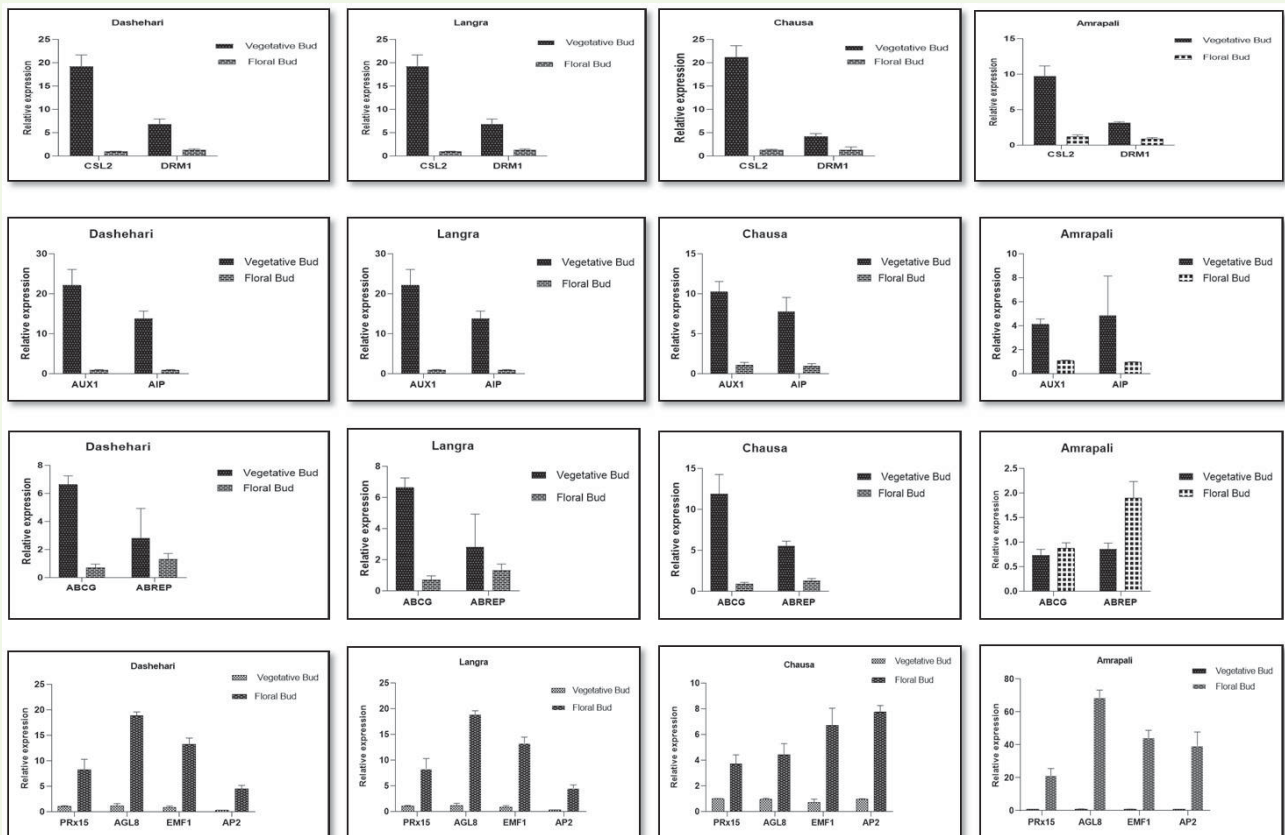 Dashehari
Relative expression
25
20
15
10
5
0
CSL2 DRM1
Vegetative Bud
Floral Bud
Langra
Relative expression
25
20
15
10
5
0
CSL2 DRM1
Vegetative Bud
Floral Bud
Chausa
Relative expression
25
20
15
10
5
0
CSL2 DRM1
Vegetative Bud
Floral Bud
Amrapali
Relative expression
15
10
5
0
CSL2 DRM1
Vegetative Bud
Floral Bud
Dashehari
Relative expression
30
20
10
0
AUX1 AIP
Vegetative Bud
Floral Bud
Langra
Relative expression
30
20
10
0
AUX1 AIP
Vegetative Bud
Floral Bud
Chausa
Relative expression
15
10
5
0
AUX1 AIP
Vegetative Bud
Floral Bud
Amrapali
Relative expression
10
8
6
4
2
0
AUX1 AIP
Vegetative Bud
Floral Bud
Dashehari
Relative expression
8
6
4
2
0
ABCG ABREP
Vegetative Bud
Floral Bud
Langra
Relative expression
8
6
4
2
0
ABCG ABREP
Vegetative Bud
Floral Bud
Chausa
Relative expression
15
10
5
0
ABCG ABREP
Vegetative Bud
Floral Bud
Amrapali
Relative expression
2.5
2.0
1.5
1.0
0.5
0.0
ABCG ABREP
Vegetative Bud
Floral Bud
Dashehari
Relative expression
25
20
15
10
5
0
PRx15 AGL8 EMF1 AP2
Vegetative Bud
Floral Bud
Langra
Relative expression
25
20
15
10
5
0
PRx15 AGL8 EMF1 AP2
Vegetative Bud
Floral Bud
Chausa
Relative expression
10
8
6
4
2
0
PRx15 AGL8 EMF1 AP2
Vegetative Bud
Floral Bud
Amrapali
Relative expression
80
60
40
20
0
PRx15 AGL8 EMF1 AP2
Vegetative Bud
Floral Bud